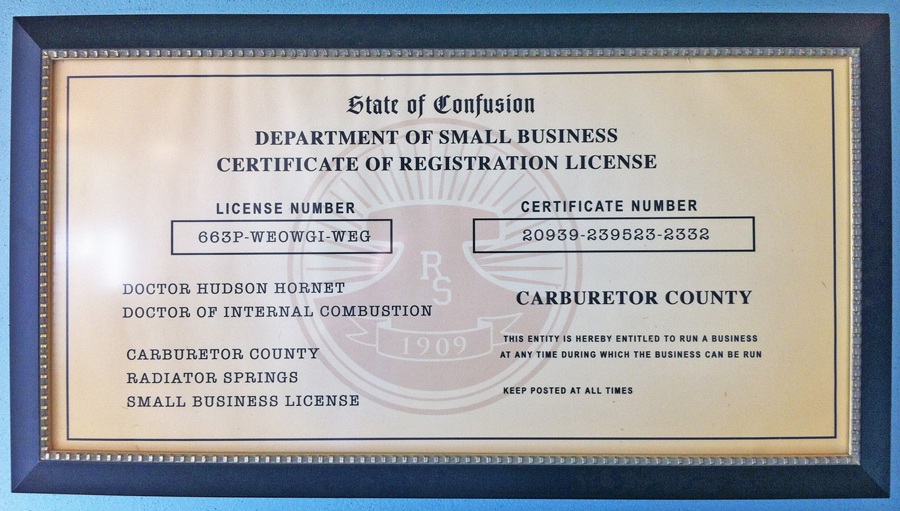 State of Confusion
DEPARTMENT OF SMALL BUSINESS
CERTIFICATE OF REGISTRATION LICENSE
LICENSE NUMBER
663P-WEOWGI-WEG
CERTIFICATE NUMBER
20939-239523-2332
RS
1909
DOCTOR HUDSON HORNET
DOCTOR OF INTERNAL COMBUSTION
CARBURETOR COUNTY
RADIATOR SPRINGS
SMALL BUSINESS LICENSE
CARBURETOR COUNTY
THIS ENTITY IS HEREBY ENTITLED TO RUN A BUSINESS
AT ANY TIME DURING WHICH THE BUSINESS CAN BE RUN
KEEP POSTED AT ALL TIMES